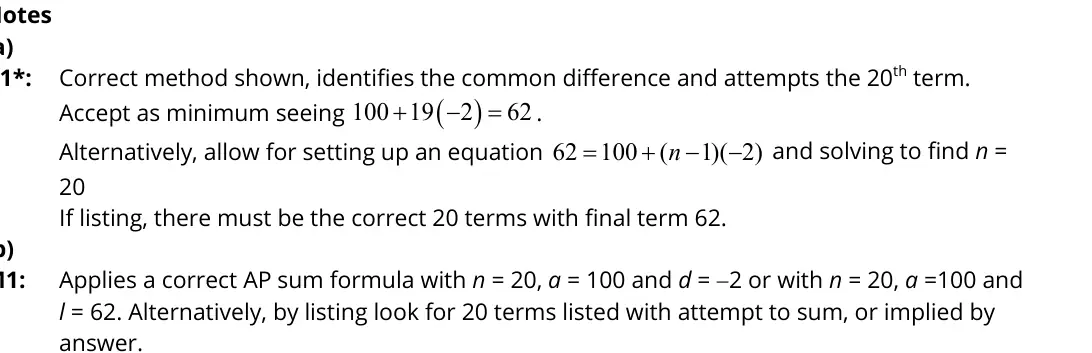 lotes
a)
1*: Correct method shown, identifies the common difference and attempts the 20th term.
Accept as minimum seeing 100+19(−2)=62.
Alternatively, allow for setting up an equation 62=100+(n−1)(−2) and solving to find n =
20
If listing, there must be the correct 20 terms with final term 62.
)
11: Applies a correct AP sum formula with n = 20, a = 100 and d = –2 or with n = 20, a =100 and
l = 62. Alternatively, by listing look for 20 terms listed with attempt to sum, or implied by
answer.